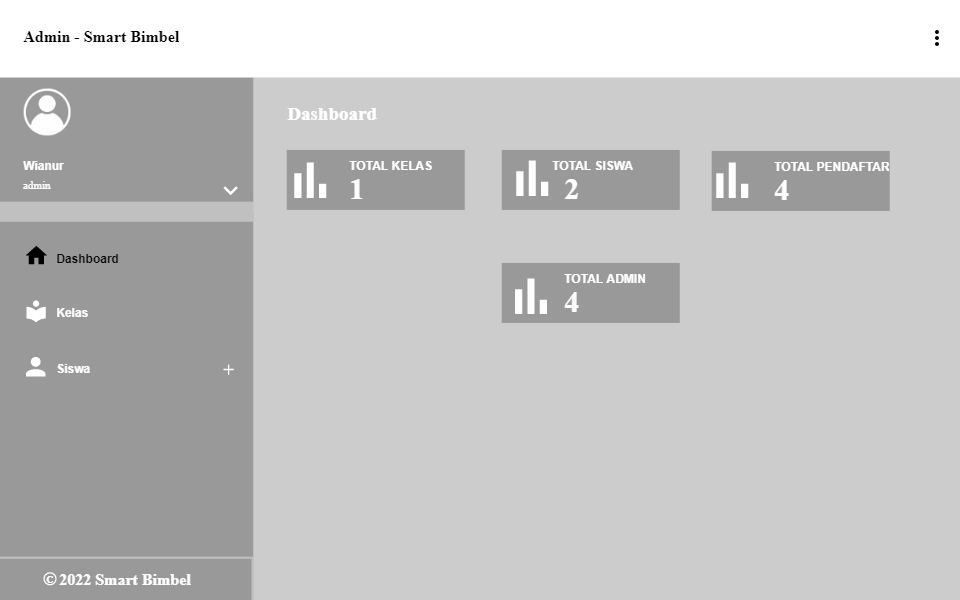 Admin - Smart Bimbel
Wianur
admin
Dashboard
Kelas
Siswa
© 2022 Smart Bimbel
Dashboard
TOTAL KELAS
1
TOTAL SISWA
2
TOTAL PENDAFTAR
4
TOTAL ADMIN
4